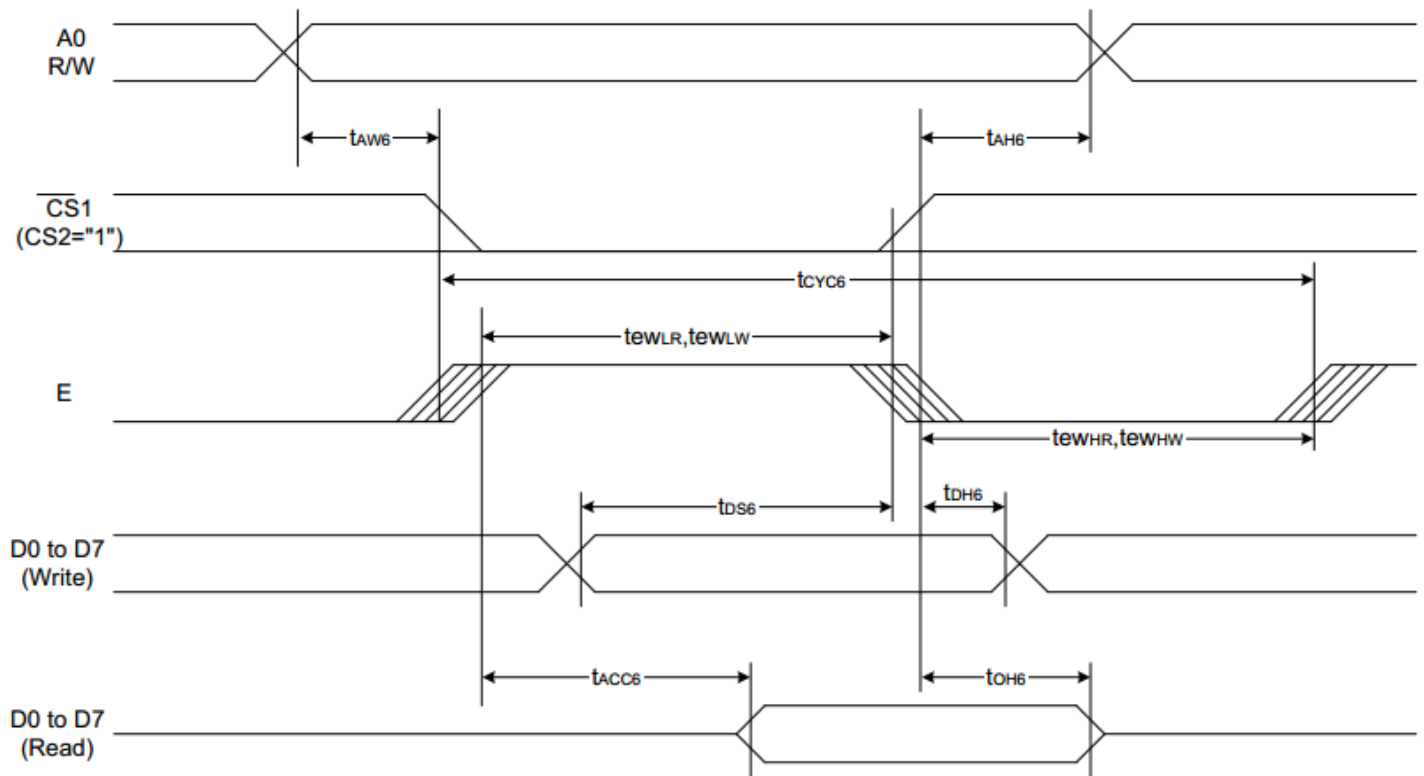 A0
R/W
tAW6
tAH6
CS1
(CS2="1")
tCYC6
tewLR,tewLW
E
tewHR,tewHW
tDS6
tDH6
D0 to D7
(Write)
tACC6
tOH6
D0 to D7
(Read)